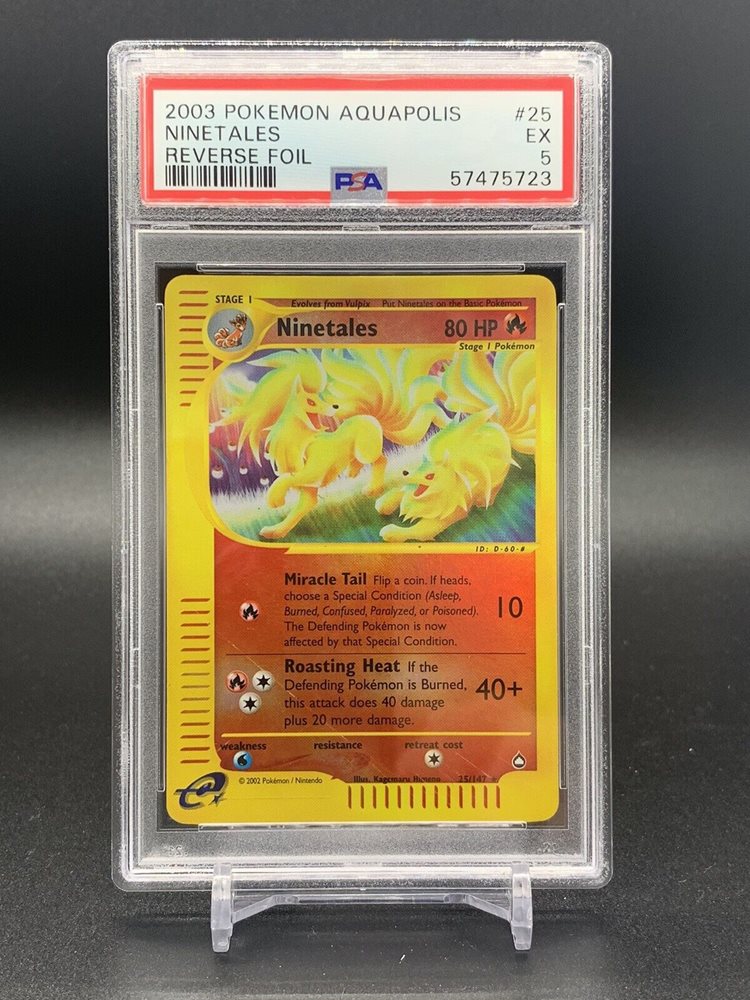 2003 POKEMON AQUAPOLIS #25
NINETALES EX
REVERSE FOIL 5
PSA 57475723
STAGE 1 Evolves from Vulpix Put Ninetales on the Basic Pokémon
Ninetales 80 HP
Stage 1 Pokémon
ID: D-60-#
Miracle Tail Flip a coin. If heads,
choose a Special Condition (Asleep,
Burned, Confused, Paralyzed, or Poisoned). 10
The Defending Pokémon is now
affected by that Special Condition.
Roasting Heat If the
Defending Pokémon is Burned, 40+
this attack does 40 damage
plus 20 more damage.
weakness resistance retreat cost
© 2002 Pokémon / Nintendo Illus. Kagemaru Himeno 25/147
e